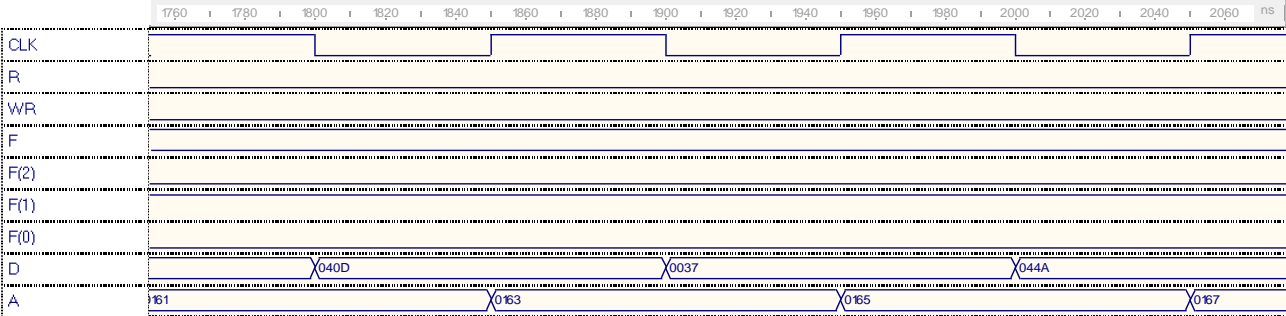 1760 1780 1800 1820 1840 1860 1880 1900 1920 1940 1960 1980 2000 2020 2040 2060 ns
CLK
R
WR
F
F(2)
F(1)
F(0)
D 040D 0037 044A
A 0161 0163 0165 0167